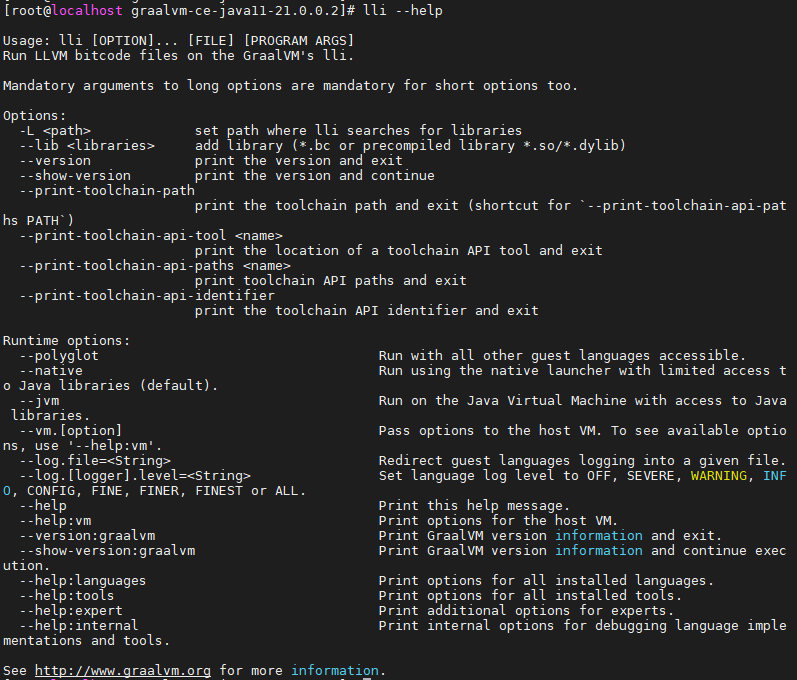 [root@localhost graalvm-ce-java11-21.0.0.2]# lli --help
Usage: lli [OPTION]... [FILE] [PROGRAM ARGS]
Run LLVM bitcode files on the GraalVM's lli.
Mandatory arguments to long options are mandatory for short options too.
Options:
  -L <path>             set path where lli searches for libraries
  --lib <libraries>     add library (*.bc or precompiled library *.so/*.dylib)
  --version             print the version and exit
  --show-version        print the version and continue
  --print-toolchain-path
                        print the toolchain path and exit (shortcut for `--print-toolchain-api-pat
hs PATH`)
  --print-toolchain-api-tool <name>
                        print the location of a toolchain API tool and exit
  --print-toolchain-api-paths <name>
                        print toolchain API paths and exit
  --print-toolchain-api-identifier
                        print the toolchain API identifier and exit
Runtime options:
  --polyglot                                   Run with all other guest languages accessible.
  --native                                     Run using the native launcher with limited access t
o Java libraries (default).
  --jvm                                        Run on the Java Virtual Machine with access to Java
 libraries.
  --vm.[option]                                Pass options to the host VM. To see available optio
ns, use '--help:vm'.
  --log.file=<String>                          Redirect guest languages logging into a given file.
  --log.[logger].level=<String>                Set language log level to OFF, SEVERE, WARNING, INF
O, CONFIG, FINE, FINER, FINEST or ALL.
  --help                                       Print this help message.
  --help:vm                                    Print options for the host VM.
  --version:graalvm                            Print GraalVM version information and exit.
  --show-version:graalvm                       Print GraalVM version information and continue exec
ution.
  --help:languages                             Print options for all installed languages.
  --help:tools                                 Print options for all installed tools.
  --help:expert                                Print additional options for experts.
  --help:internal                              Print internal options for debugging language imple
mentations and tools.
See http://www.graalvm.org for more information.